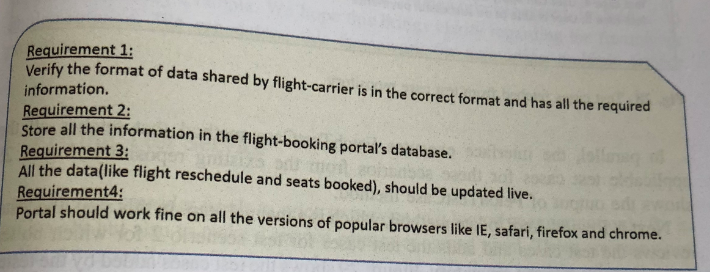 Requirement 1:
Verify the format of data shared by flight-carrier is in the correct format and has all the required
information.
Requirement 2:
Store all the information in the flight-booking portal's database.
Requirement 3:
All the data(like flight reschedule and seats booked), should be updated live.
Requirement4:
Portal should work fine on all the versions of popular browsers like IE, safari, firefox and chrome.